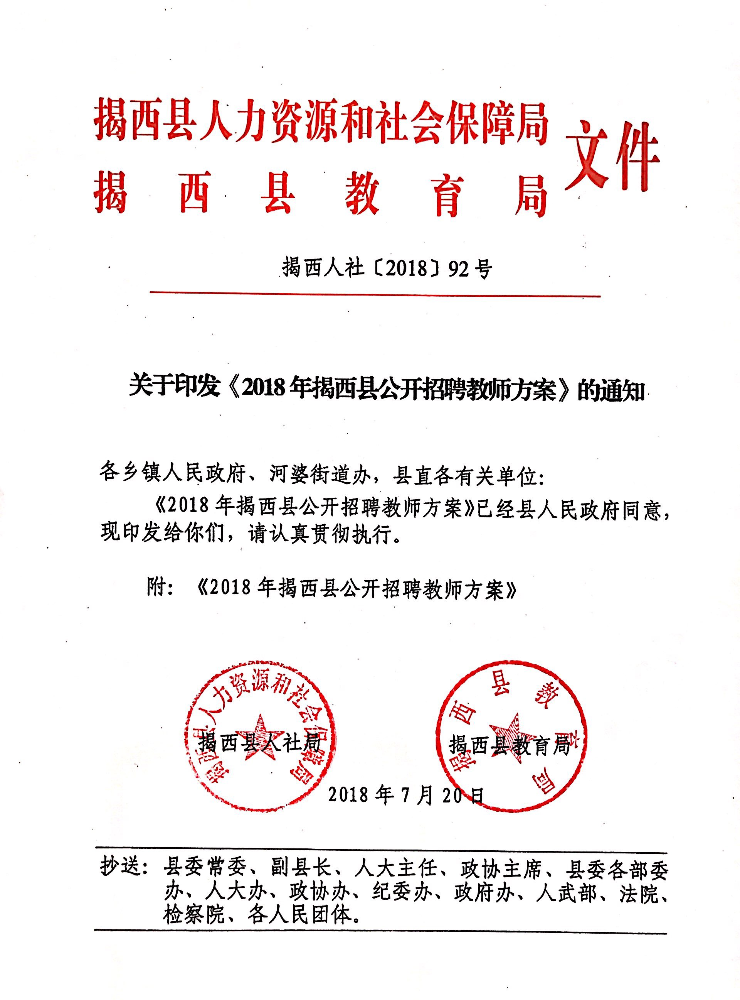 揭西县人力资源和社会保障局
揭西县教育局
文件
揭西人社〔2018〕92号
关于印发《2018年揭西县公开招聘教师方案》的通知
各乡镇人民政府、河婆街道办，县直各有关单位：
《2018年揭西县公开招聘教师方案》已经县人民政府同意，
现印发给你们，请认真贯彻执行。
附：《2018年揭西县公开招聘教师方案》
揭西县人力资源和社会保障局
揭西县教育局
揭西县人社局
揭西县教育局
2018年7月20日
抄送：县委常委、副县长、人大主任、政协主席、县委各部委
办、人大办、政协办、纪委办、政府办、人武部、法院、
检察院、各人民团体。